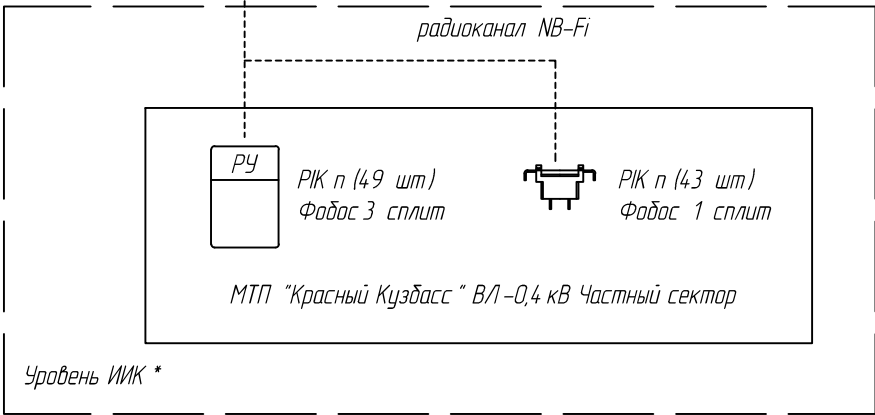 радиоканал NB-Fi
РУ
PIK n (49 шт)
Фобос 3 сплит
PIK n (43 шт)
Фобос 1 сплит
МТП "Красный Кузбасс" ВЛ-0,4 кВ Частный сектор
Уровень ИИК *